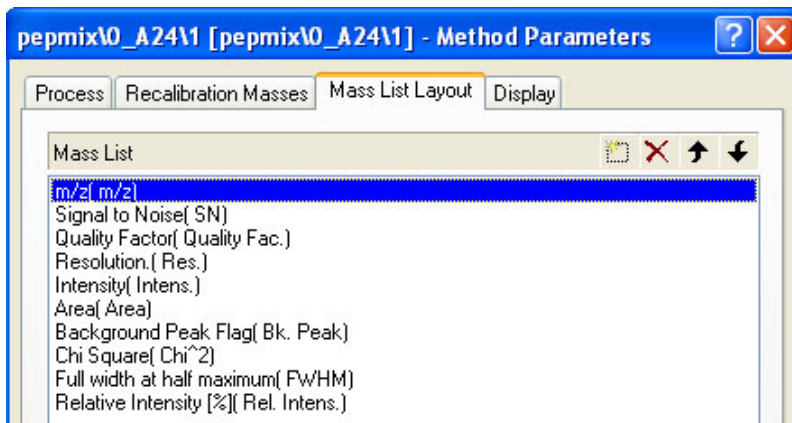 pepmix\0_A24\1 [pepmix\0_A24\1] - Method Parameters
Process Recalibration Masses Mass List Layout Display
Mass List
m/z( m/z)
Signal to Noise( SN)
Quality Factor( Quality Fac.)
Resolution.( Res.)
Intensity( Intens.)
Area( Area)
Background Peak Flag( Bk. Peak)
Chi Square( Chi^2)
Full width at half maximum( FWHM)
Relative Intensity [%]( Rel. Intens.)